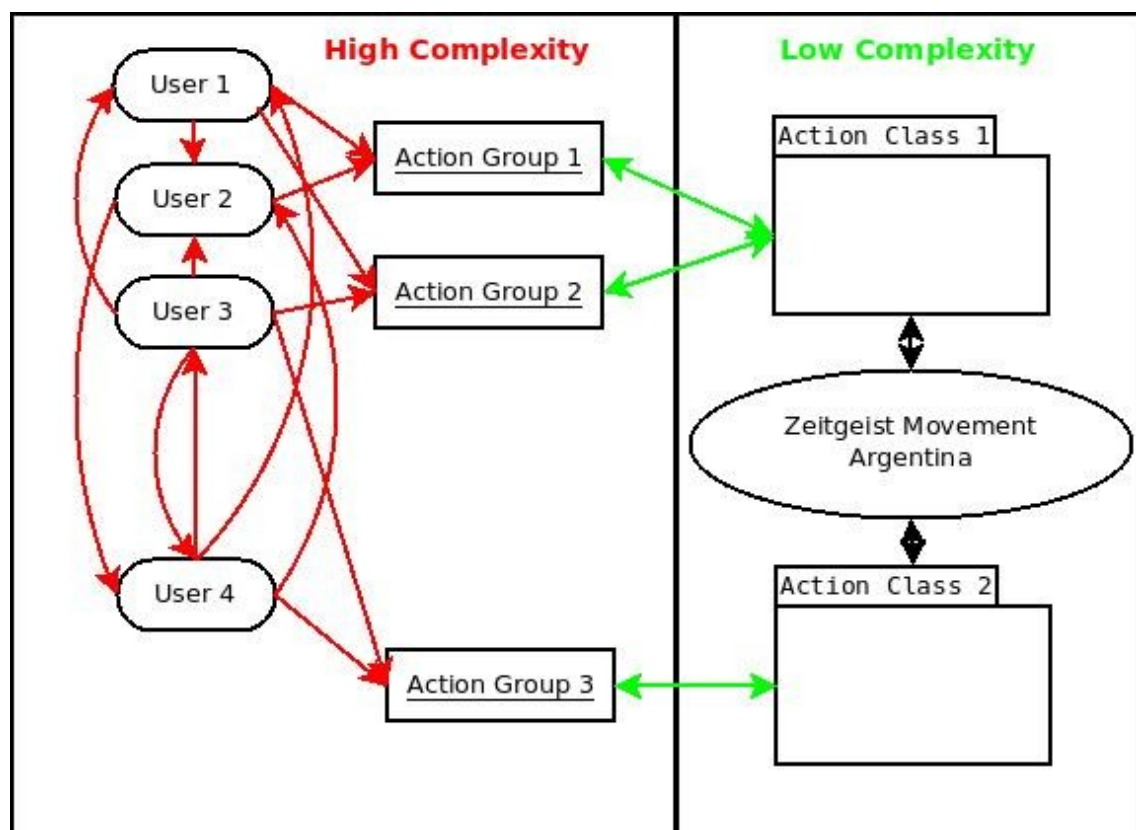 High Complexity
Low Complexity
User 1
User 2
User 3
User 4
Action Group 1
Action Group 2
Action Group 3
Action Class 1
Zeitgeist Movement
Argentina
Action Class 2